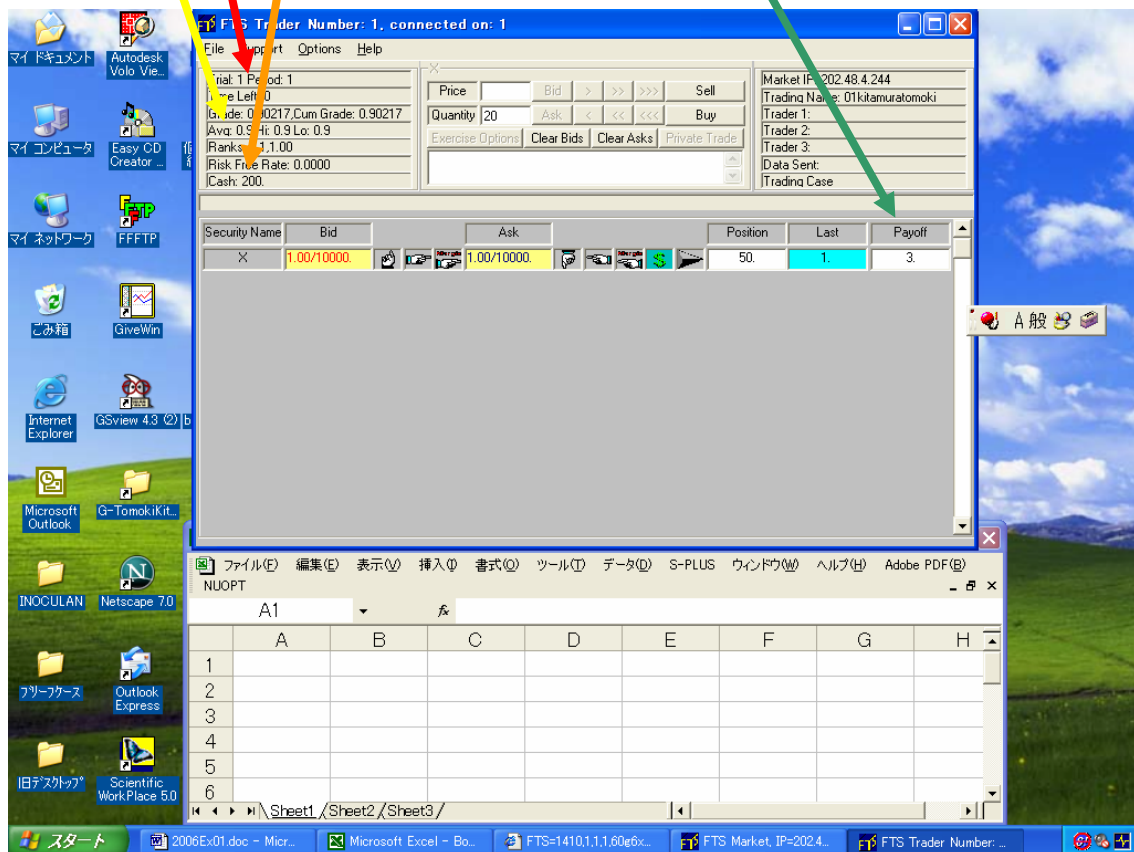 FTS Trader Number: 1, connected on: 1
File Support Options Help
Trial: 1 Period: 1
Time Left: 0
Grade: 0.90217,Cum Grade: 0.90217
Avg: 0.9 Hi: 0.9 Lo: 0.9
1,1.00
Risk Free Rate: 0.0000
Cash: 200.
X
Price Bid > >> >>> Sell
Quantity 20 Ask < << <<< Buy
Exercise Options Clear Bids Clear Asks Private Trade
Market IP: 202.48.4.244
Trading Name: 01kitamuratomoki
Trader 1:
Trader 2:
Trader 3:
Data Sent:
Trading Case
Security Name Bid Ask Position Last Payoff
X 1.00/10000. 1.00/10000. $ 50. 1. 3.
マイ ドキュメント
Autodesk
Volo Vie...
マイ コンピュータ
Easy CD
Creator ...
マイ ネットワーク
FFFTP
ごみ箱
GiveWin
A 般
Internet
Explorer
GSview 4.3 (2)
Microsoft
Outlook
G-TomokiKit...
INOCULAN
Netscape 7.0
ブリーフケース
Outlook
Express
旧デスクトップ
Scientific
WorkPlace 5.0
ファイル(F) 編集(E) 表示(V) 挿入(I) 書式(O) ツール(T) データ(D) S-PLUS ウィンドウ(W) ヘルプ(H) Adobe PDF(B)
NUOPT
A1 fx
A B C D E F G H
1
2
3
4
5
6
Sheet1 Sheet2 Sheet3
スタート 2006Ex01.doc - Micr... Microsoft Excel - Bo... FTS=1410,1,1,1,60g6x... FTS Market, IP=202.4... FTS Trader Number: ...